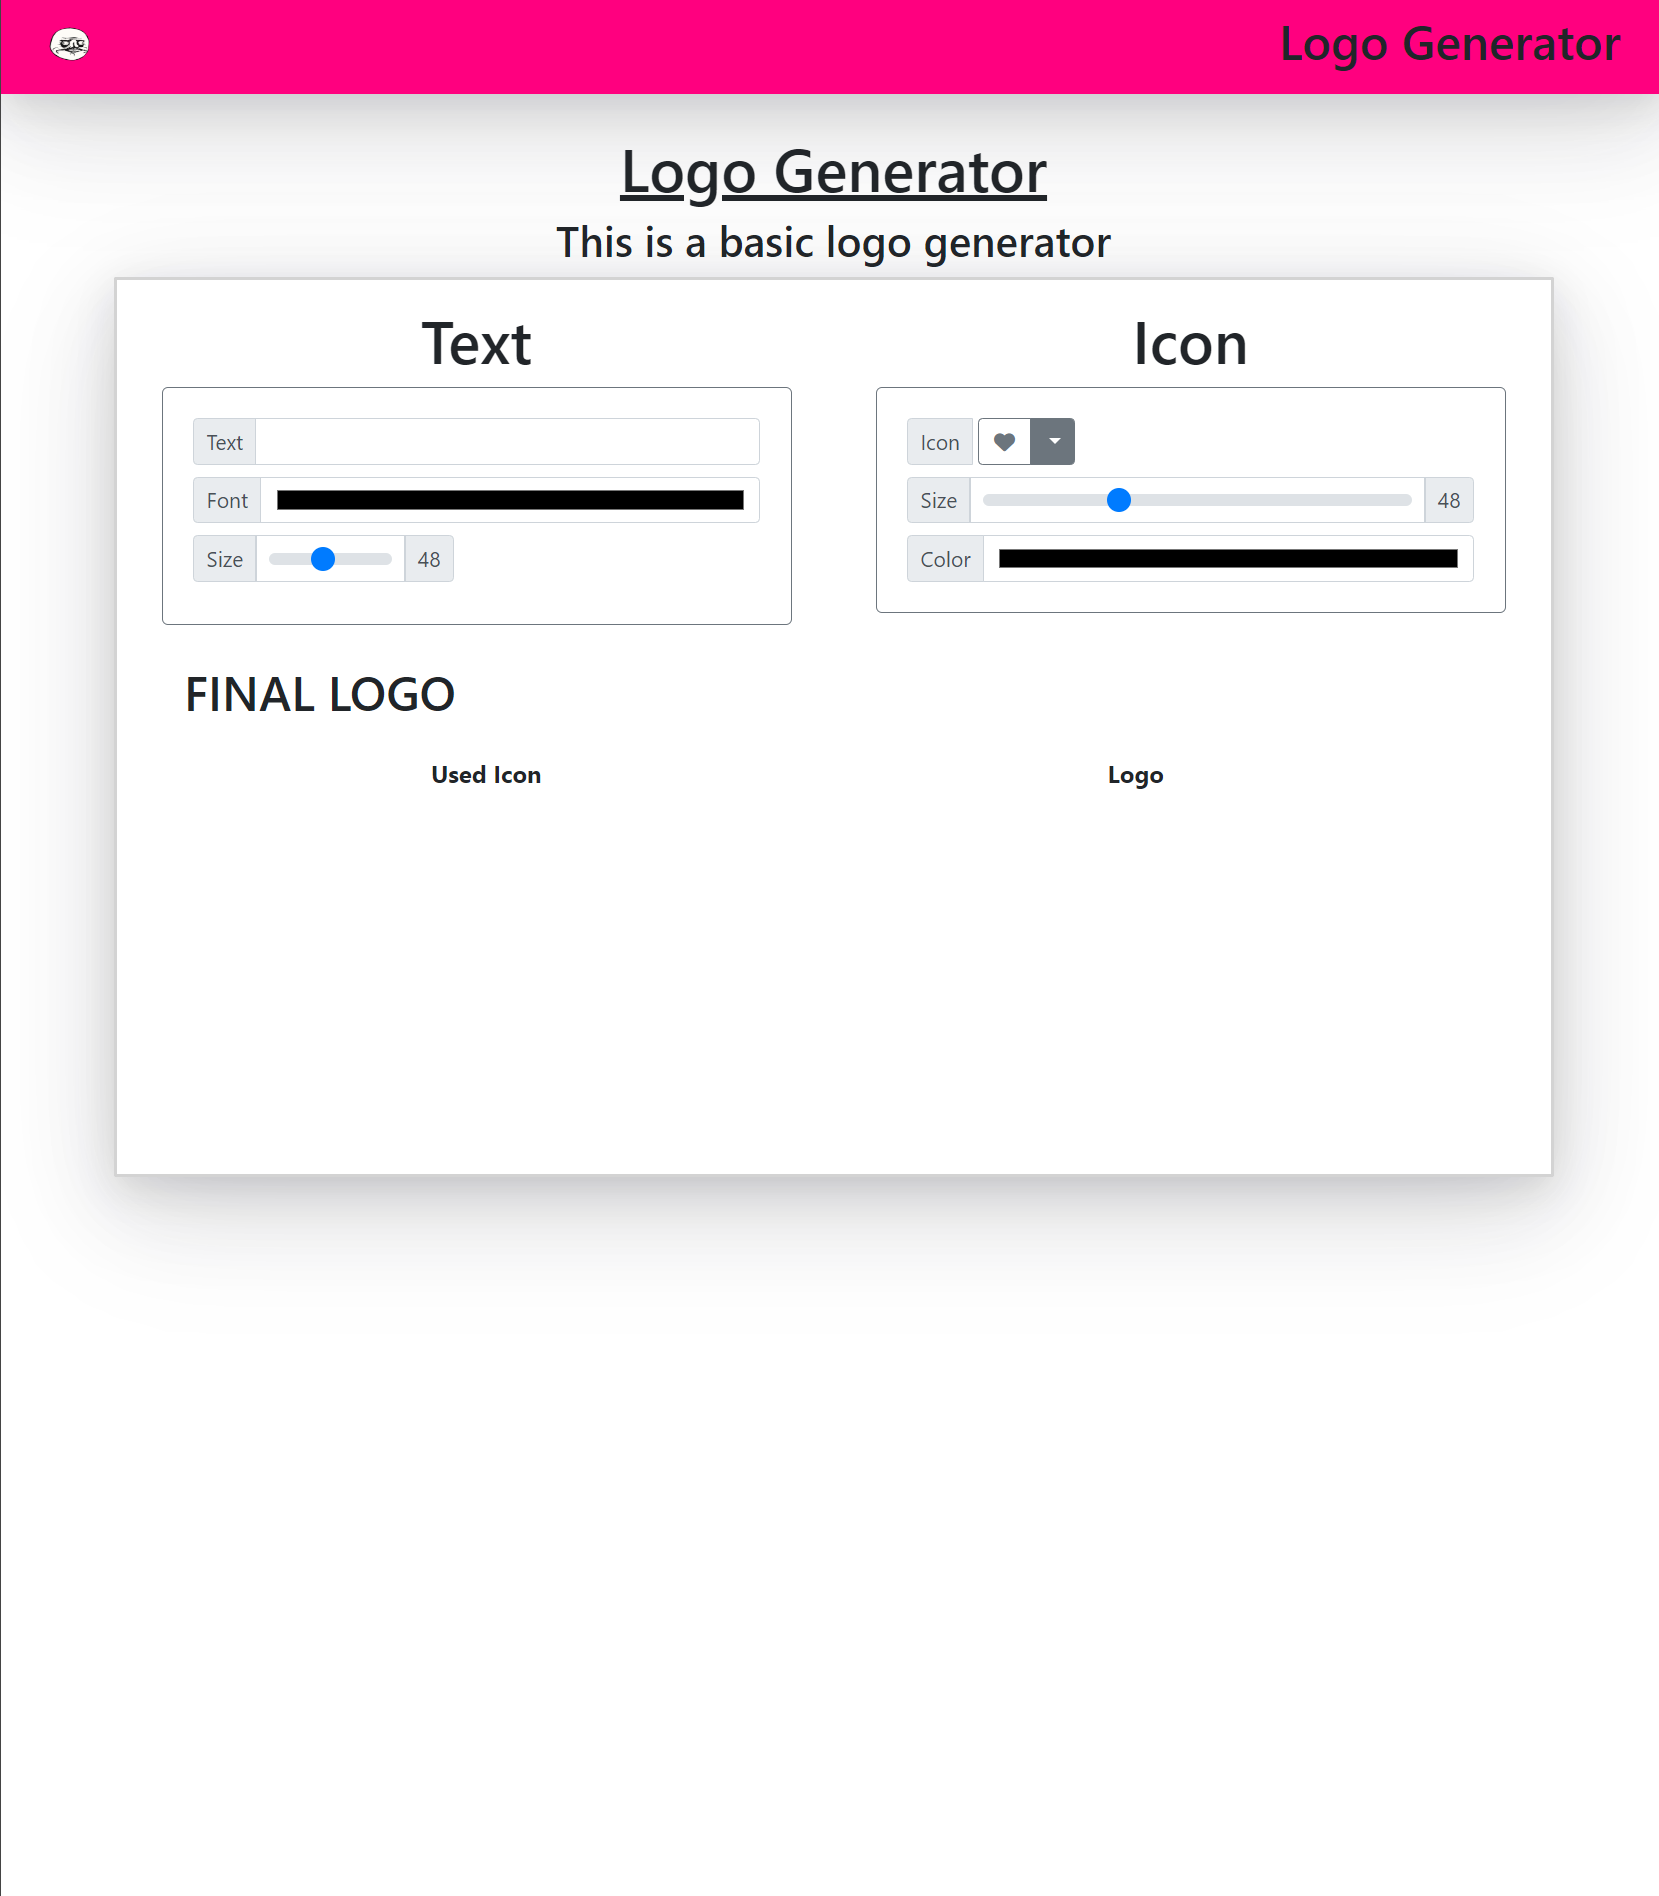 Logo Generator
Logo Generator
This is a basic logo generator
Text
Icon
Text
Font
Size 48
Icon
Size 48
Color
FINAL LOGO
Used Icon
Logo